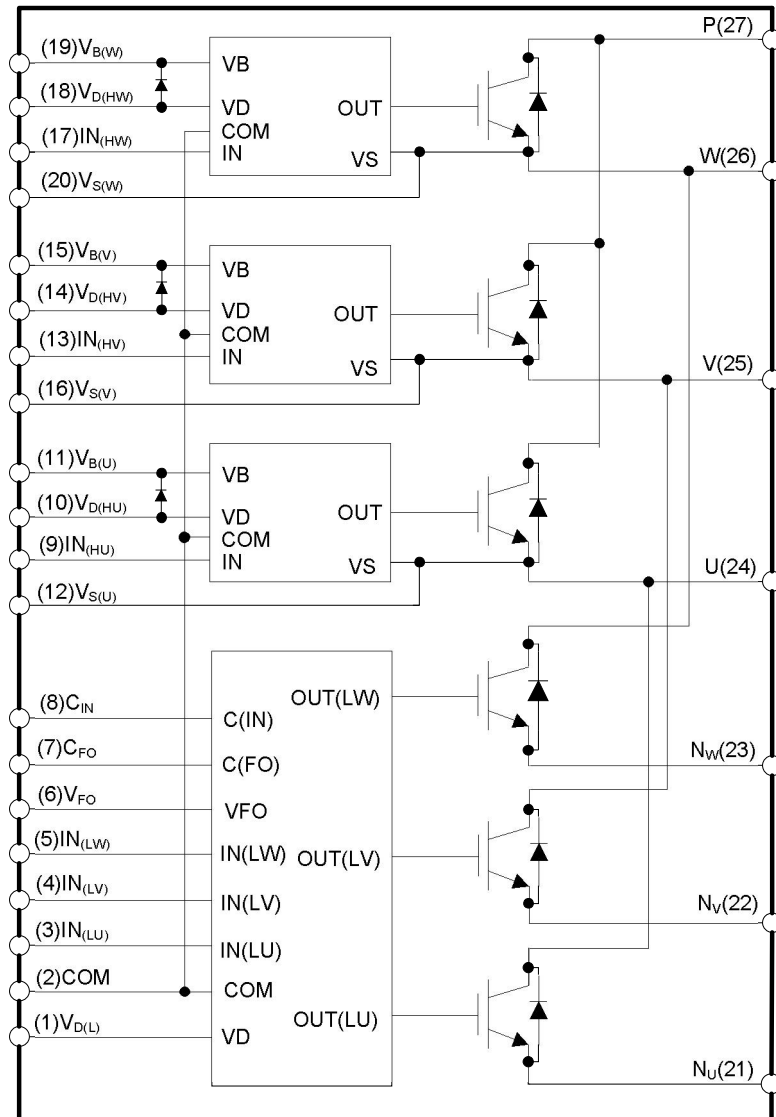 (19)VB(W)
(18)VD(HW)
(17)IN(HW)
(20)VS(W)
VB
VD
COM
IN
OUT
VS
P(27)
W(26)
(15)VB(V)
(14)VD(HV)
(13)IN(HV)
(16)VS(V)
VB
VD
COM
IN
OUT
VS
V(25)
(11)VB(U)
(10)VD(HU)
(9)IN(HU)
(12)VS(U)
VB
VD
COM
IN
OUT
VS
U(24)
(8)CIN
(7)CFO
(6)VFO
(5)IN(LW)
(4)IN(LV)
(3)IN(LU)
(2)COM
(1)VD(L)
C(IN)
C(FO)
VFO
IN(LW)
IN(LV)
IN(LU)
COM
VD
OUT(LW)
OUT(LV)
OUT(LU)
NW(23)
NV(22)
NU(21)